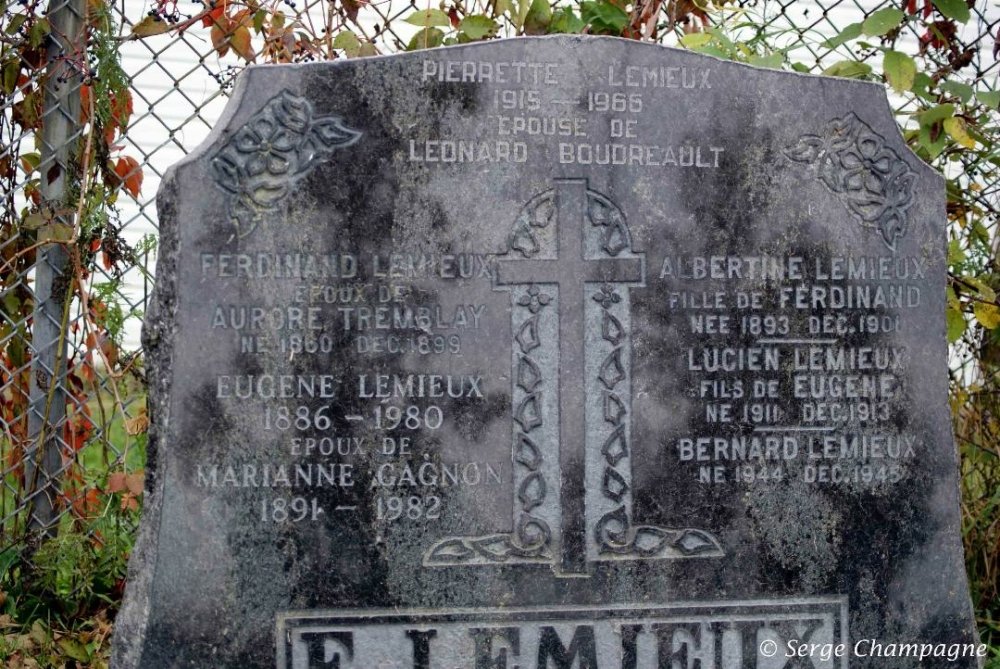 PIERRETTE LEMIEUX
1915 — 1966
EPOUSE DE
LEONARD BOUDREAULT
FERDINAND LEMIEUX
EPOUX DE
AURORE TREMBLAY
NE 1860 DEC. 1899
EUGENE LEMIEUX
1886 – 1980
EPOUX DE
MARIANNE GAGNON
1891 – 1982
ALBERTINE LEMIEUX
FILLE DE FERDINAND
NEE 1893 DEC. 1901
LUCIEN LEMIEUX
FILS DE EUGENE
NE 1911 DEC. 1913
BERNARD LEMIEUX
NE 1944 DEC. 1945
E. LEMIEUX
© Serge Champagne